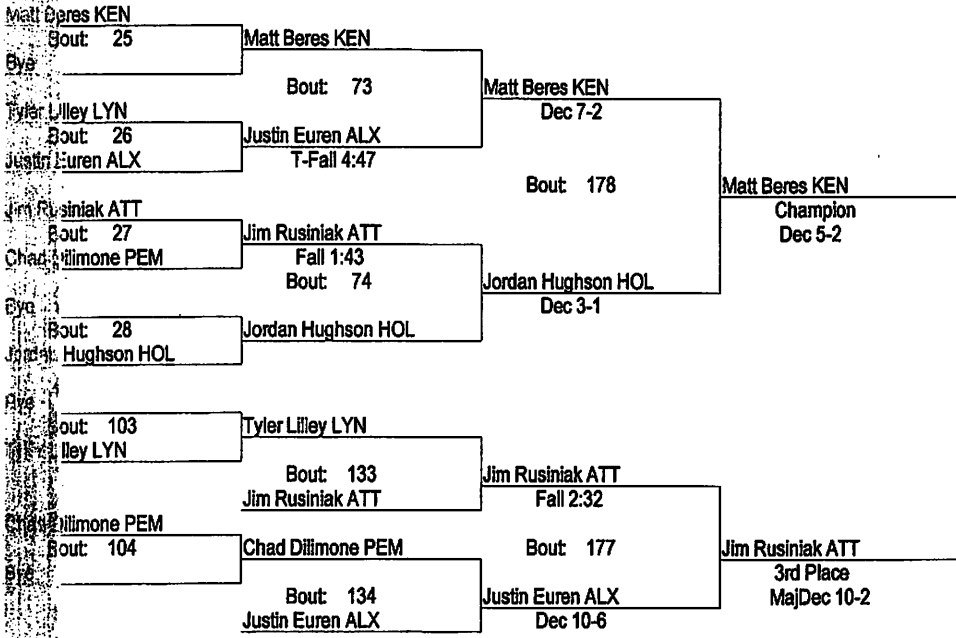 Matt Beres KEN
Bout: 25
Bye
Matt Beres KEN
Bout: 73
Tyler Lilley LYN
Bout: 26
Justin Euren ALX
Justin Euren ALX
T-Fall 4:47
Matt Beres KEN
Dec 7-2
Bout: 178
Jim Rusiniak ATT
Bout: 27
Chad Dilimone PEM
Jim Rusiniak ATT
Fall 1:43
Bout: 74
Bye
Bout: 28
Jordan Hughson HOL
Jordan Hughson HOL
Jordan Hughson HOL
Dec 3-1
Matt Beres KEN
Champion
Dec 5-2
Bye
Bout: 103
Tyler Lilley LYN
Tyler Lilley LYN
Bout: 133
Jim Rusiniak ATT
Jim Rusiniak ATT
Fall 2:32
Chad Dilimone PEM
Bout: 104
Bye
Chad Dilimone PEM
Bout: 134
Justin Euren ALX
Bout: 177
Justin Euren ALX
Dec 10-6
Jim Rusiniak ATT
3rd Place
MajDec 10-2